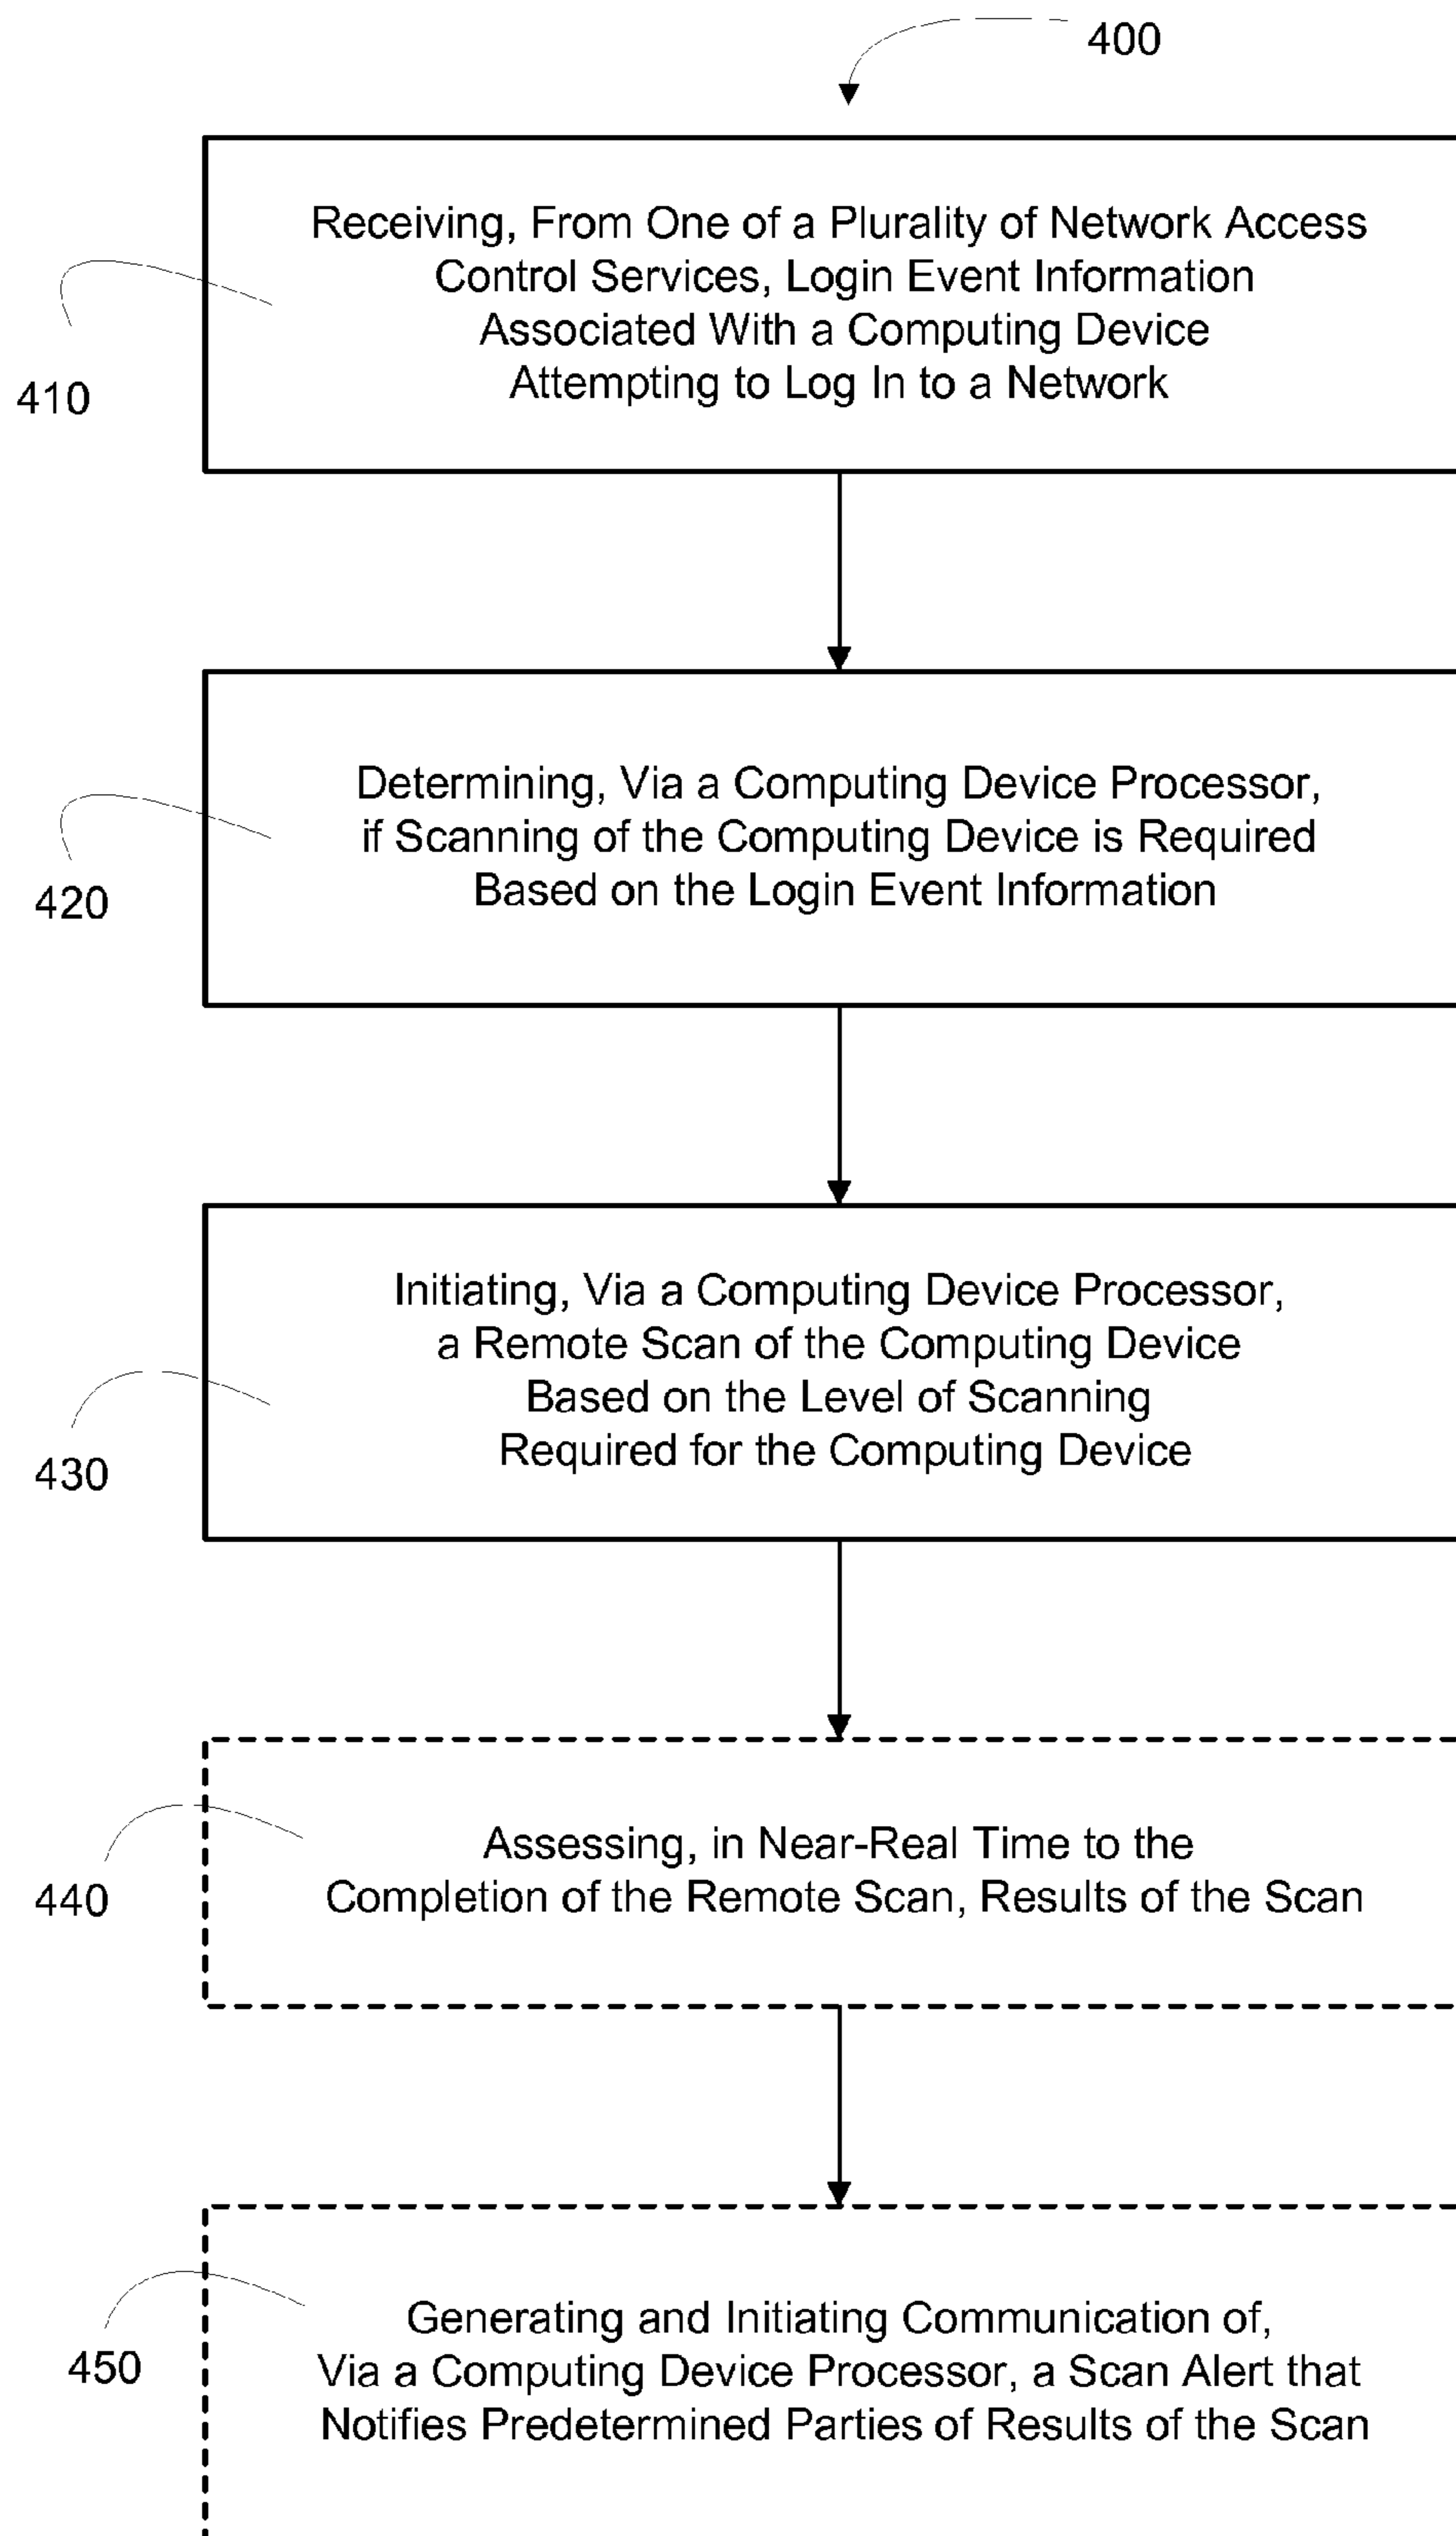 400
Receiving, From One of a Plurality of Network Access
Control Services, Login Event Information
Associated With a Computing Device
Attempting to Log In to a Network
410
Determining, Via a Computing Device Processor,
if Scanning of the Computing Device is Required
Based on the Login Event Information
420
Initiating, Via a Computing Device Processor,
a Remote Scan of the Computing Device
Based on the Level of Scanning
Required for the Computing Device
430
Assessing, in Near-Real Time to the
Completion of the Remote Scan, Results of the Scan
440
Generating and Initiating Communication of,
Via a Computing Device Processor, a Scan Alert that
Notifies Predetermined Parties of Results of the Scan
450